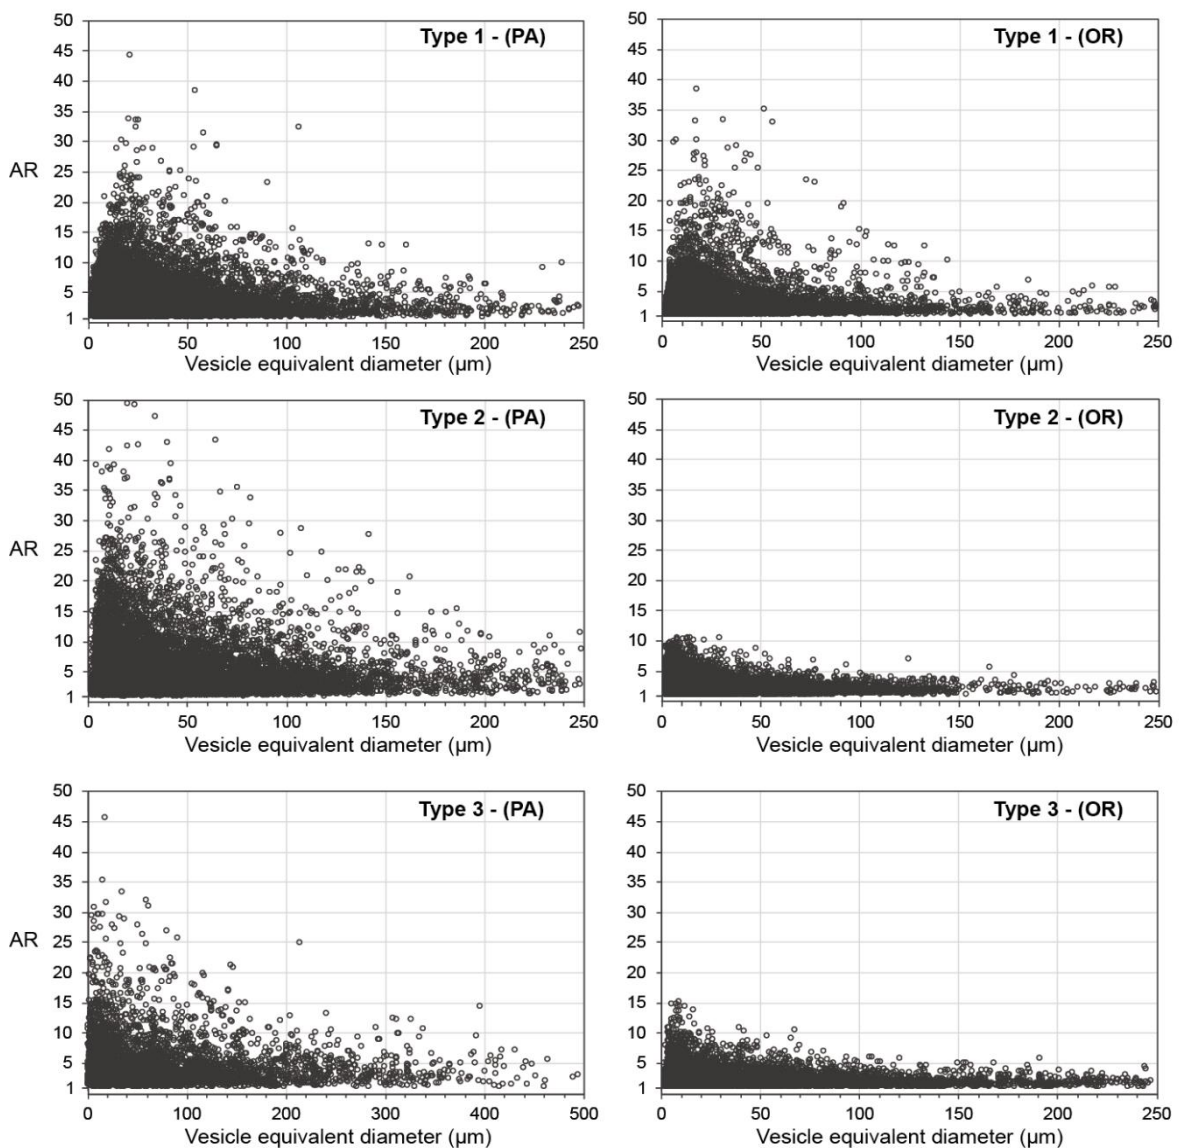 50 Type 1 - (PA) 50 Type 1 - (OR)
45 45
40 40
35 35
30 30
AR 25 25
20 20
15 15
10 10
5 5
1 1
0 50 100 150 200 250 0 50 100 150 200 250
Vesicle equivalent diameter (µm) Vesicle equivalent diameter (µm)
50 Type 2 - (PA) 50 Type 2 - (OR)
45 45
40 40
35 35
30 30
AR 25 25
20 20
15 15
10 10
5 5
1 1
0 50 100 150 200 250 0 50 100 150 200 250
Vesicle equivalent diameter (µm) Vesicle equivalent diameter (µm)
50 Type 3 - (PA) 50 Type 3 - (OR)
45 45
40 40
35 35
30 30
AR 25 25
20 20
15 15
10 10
5 5
1 1
0 100 200 300 400 500 0 50 100 150 200 250
Vesicle equivalent diameter (µm) Vesicle equivalent diameter (µm)